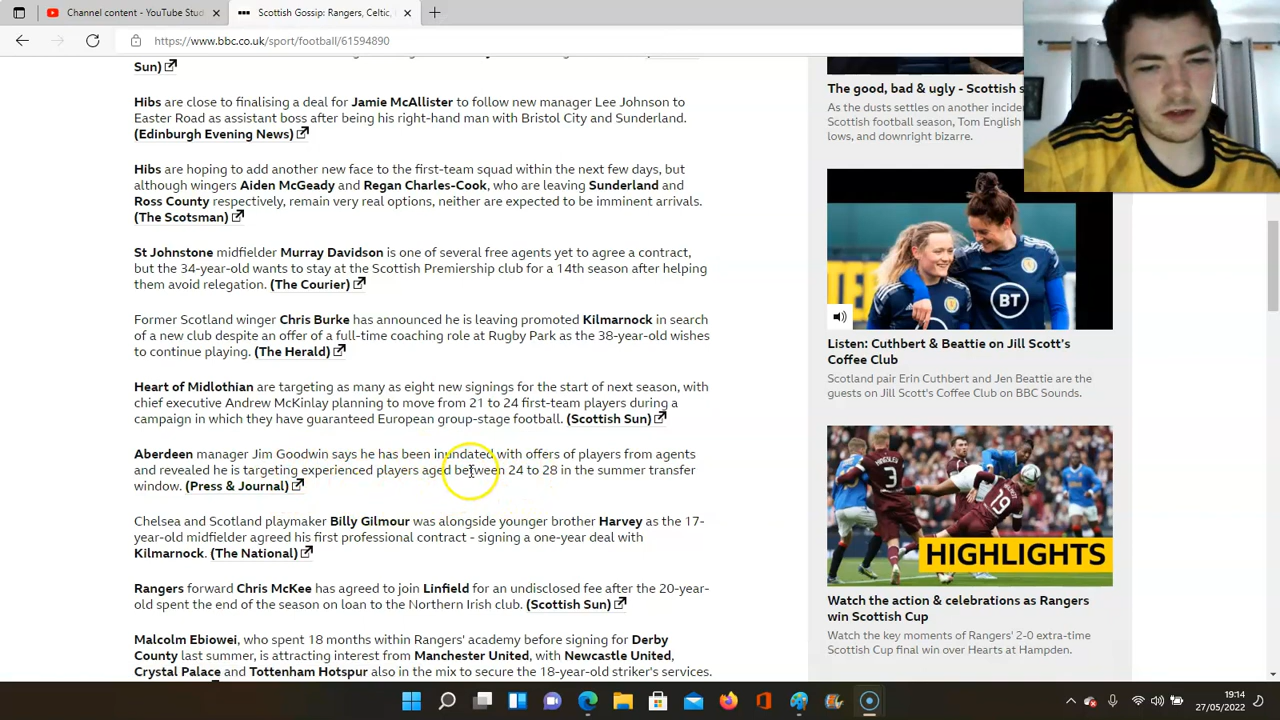 Channel content - YouTube Stud
Scottish Gossip: Rangers, Celtic,
https://www.bbc.co.uk/sport/football/61594890
Sun)
Hibs are close to finalising a deal for Jamie McAllister to follow new manager Lee Johnson to
Easter Road as assistant boss after being his right-hand man with Bristol City and Sunderland.
(Edinburgh Evening News)
Hibs are hoping to add another new face to the first-team squad within the next few days, but
although wingers Aiden McGeady and Regan Charles-Cook, who are leaving Sunderland and
Ross County respectively, remain very real options, neither are expected to be imminent arrivals.
(The Scotsman)
St Johnstone midfielder Murray Davidson is one of several free agents yet to agree a contract,
but the 34-year-old wants to stay at the Scottish Premiership club for a 14th season after helping
them avoid relegation. (The Courier)
Former Scotland winger Chris Burke has announced he is leaving promoted Kilmarnock in search
of a new club despite an offer of a full-time coaching role at Rugby Park as the 38-year-old wishes
to continue playing. (The Herald)
Heart of Midlothian are targeting as many as eight new signings for the start of next season, with
chief executive Andrew McKinlay planning to move from 21 to 24 first-team players during a
campaign in which they have guaranteed European group-stage football. (Scottish Sun)
Aberdeen manager Jim Goodwin says he has been inundated with offers of players from agents
and revealed he is targeting experienced players aged between 24 to 28 in the summer transfer
window. (Press & Journal)
Chelsea and Scotland playmaker Billy Gilmour was alongside younger brother Harvey as the 17-
year-old midfielder agreed his first professional contract - signing a one-year deal with
Kilmarnock. (The National)
Rangers forward Chris McKee has agreed to join Linfield for an undisclosed fee after the 20-year-
old spent the end of the season on loan to the Northern Irish club. (Scottish Sun)
Malcolm Ebiowei, who spent 18 months within Rangers' academy before signing for Derby
County last summer, is attracting interest from Manchester United, with Newcastle United,
Crystal Palace and Tottenham Hotspur also in the mix to secure the 18-year-old striker's services.
The good, bad & ugly - Scottish s
As the dusts settles on another inciden
Scottish football season, Tom English
lows, and downright bizarre.
BT
Listen: Cuthbert & Beattie on Jill Scott's
Coffee Club
Scotland pair Erin Cuthbert and Jen Beattie are the
guests on Jill Scott's Coffee Club on BBC Sounds.
3
19
HIGHLIGHTS
Watch the action & celebrations as Rangers
win Scottish Cup
Watch the key moments of Rangers' 2-0 extra-time
Scottish Cup final win over Hearts at Hampden.
19:14
27/05/2022